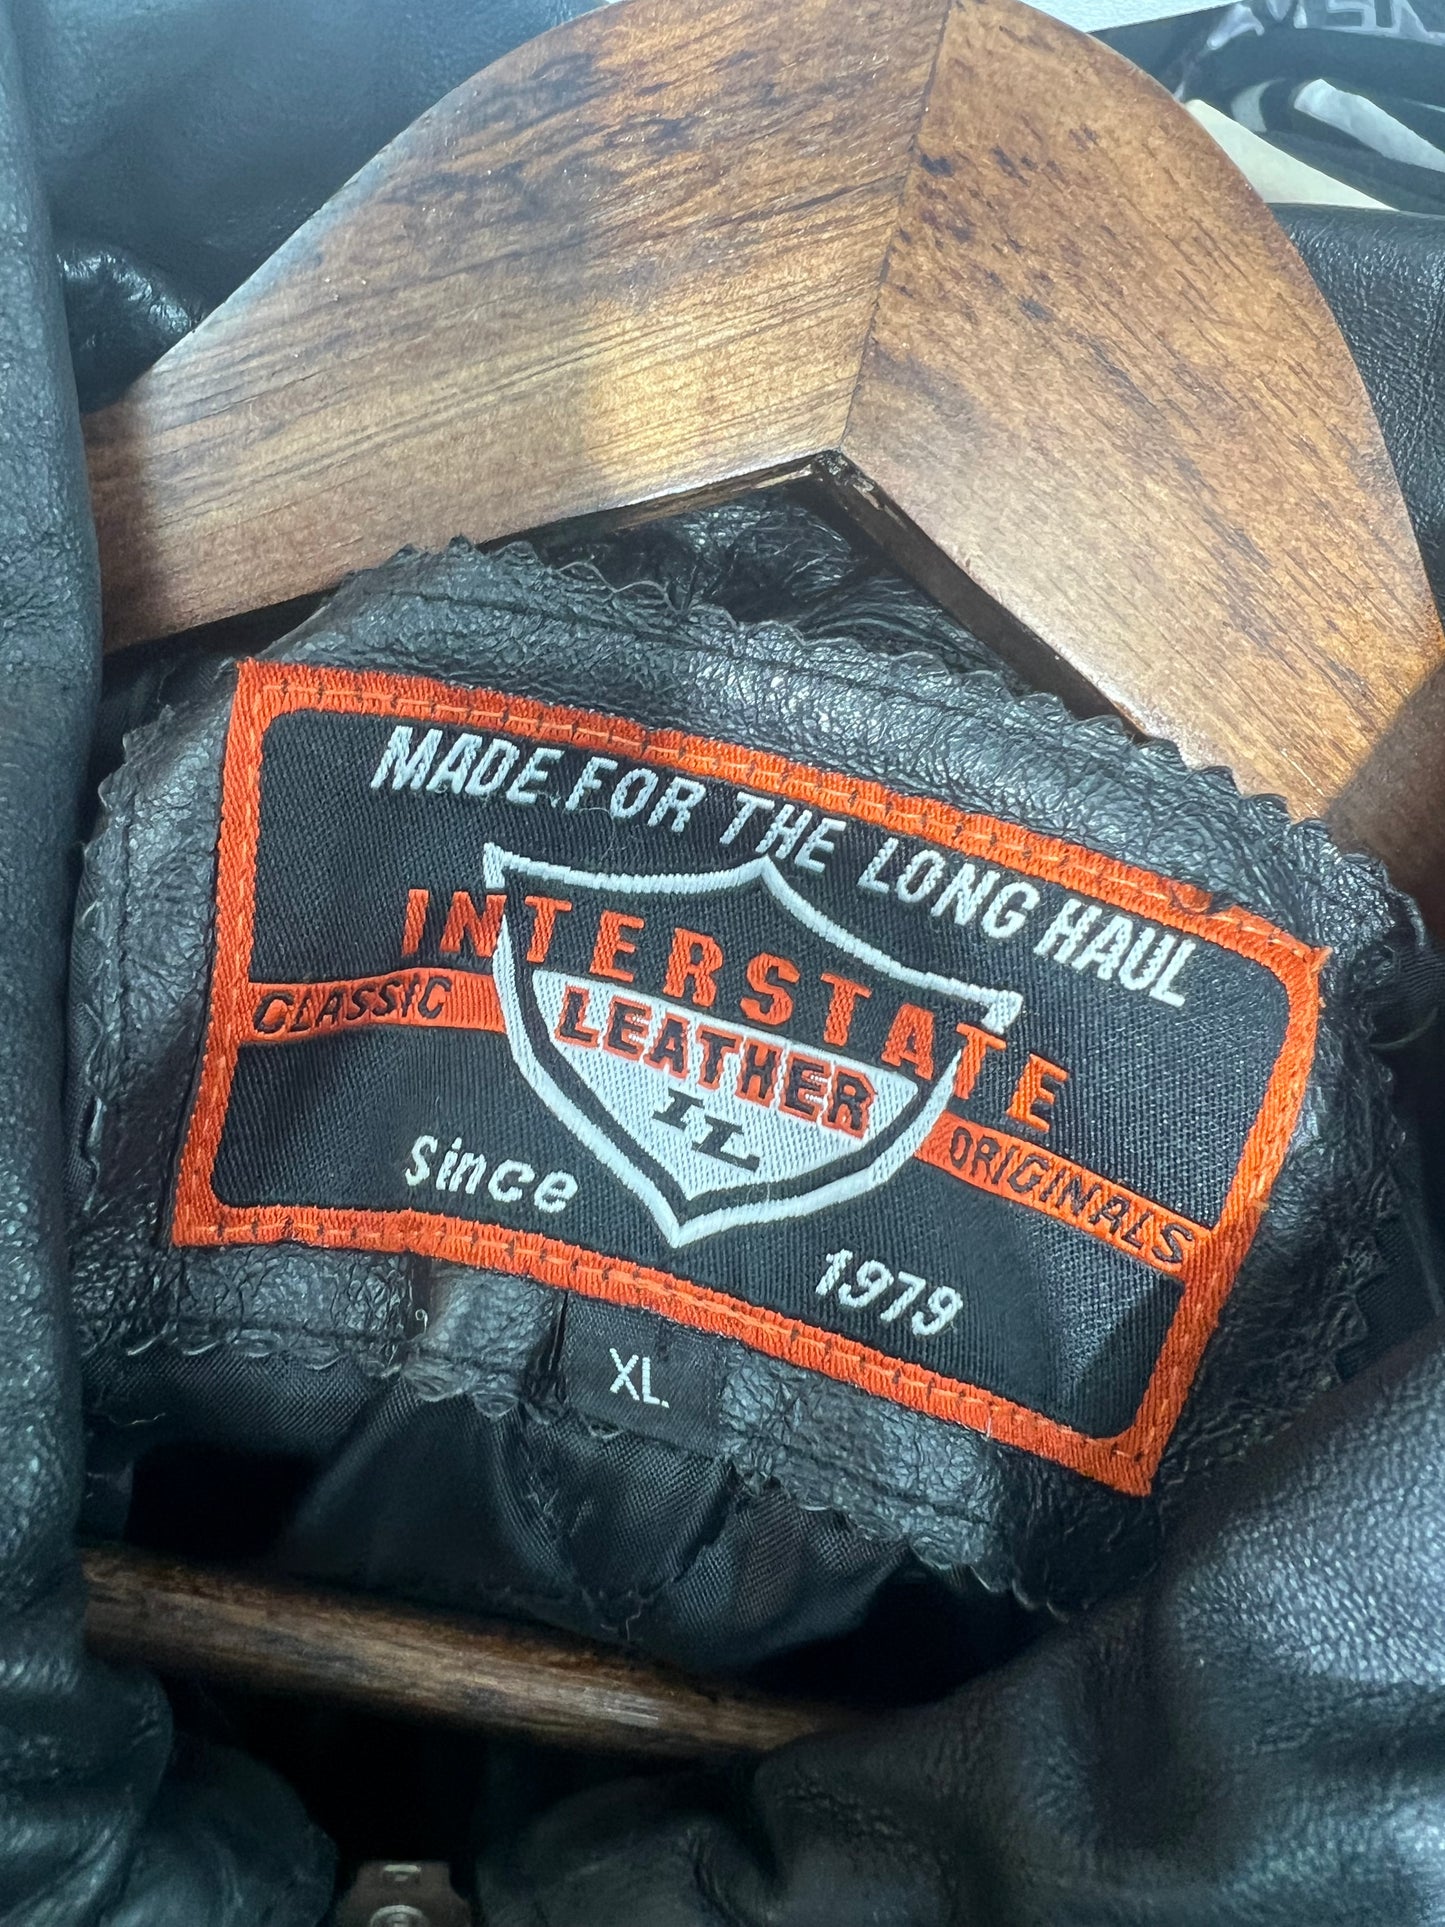 MADE FOR THE LONG HAUL
INTERSTATE
CLASSIC
LEATHER
IL
ORIGINALS
since
1979
XL